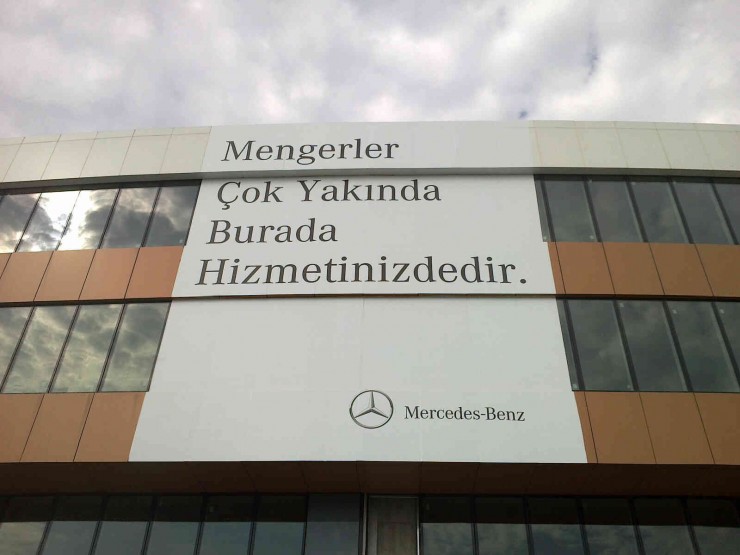 Mengerler
Çok Yakında
Burada
Hizmetinizdedir.
Mercedes-Benz